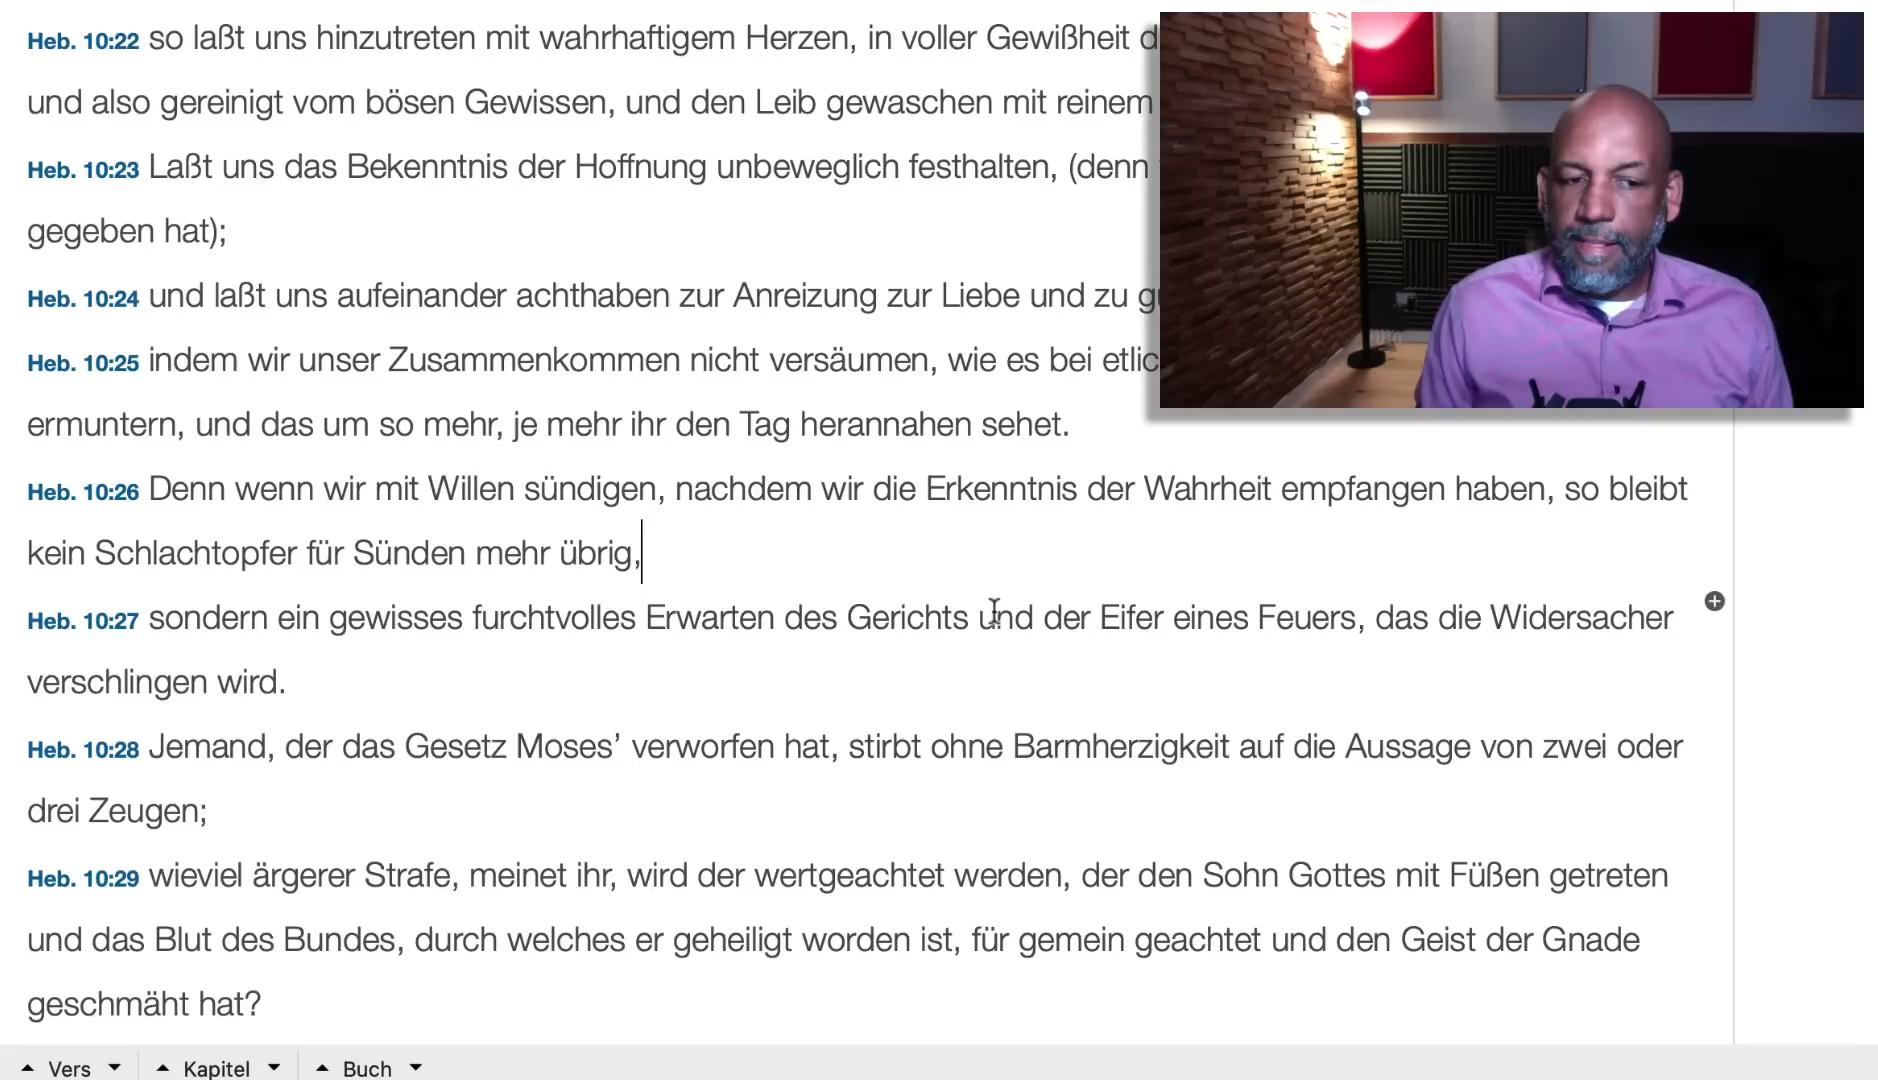 Heb. 10:22 so laßt uns hinzutreten mit wahrhaftigem Herzen, in voller Gewißheit
und also gereinigt vom bösen Gewissen, und den Leib gewaschen mit reinem
Heb. 10:23 Laßt uns das Bekenntnis der Hoffnung unbeweglich festhalten, (denn
gegeben hat);
Heb. 10:24 und laßt uns aufeinander achthaben zur Anreizung zur Liebe und zu
Heb. 10:25 indem wir unser Zusammenkommen nicht versäumen, wie es bei
ermuntern, und das um so mehr, je mehr ihr den Tag herannahen sehet.
Heb. 10:26 Denn wenn wir mit Willen sündigen, nachdem wir die Erkenntnis der Wahrheit empfangen haben, so bleibt
kein Schlachtopfer für Sünden mehr übrig,
Heb. 10:27 sondern ein gewisses furchtvolles Erwarten des Gerichts und der Eifer eines Feuers, das die Widersacher
verschlingen wird.
Heb. 10:28 Jemand, der das Gesetz Moses’ verworfen hat, stirbt ohne Barmherzigkeit auf die Aussage von zwei oder
drei Zeugen;
Heb. 10:29 wieviel ärgerer Strafe, meinet ihr, wird der wertgeachtet werden, der den Sohn Gottes mit Füßen getreten
und das Blut des Bundes, durch welches er geheiligt worden ist, für gemein geachtet und den Geist der Gnade
geschmäht hat?
Vers Kapitel Buch